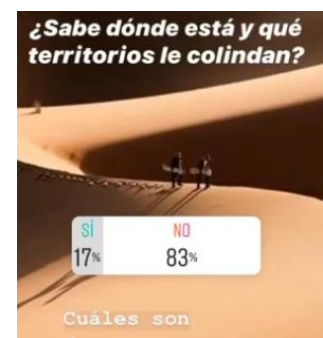 ¿Sabe dónde está y qué
territorios le colindan?
SÍ NO
17% 83%
Cuáles son